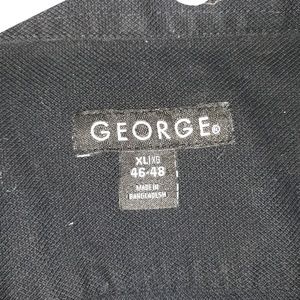 GEORGE®
XL/XG
46-48
MADE IN
BANGLADESH